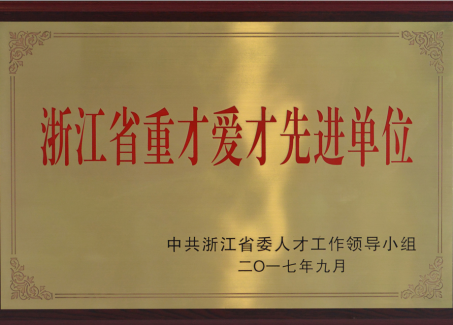 浙江省重才爱才先进单位
中共浙江省委人才工作领导小组
二〇一七年九月